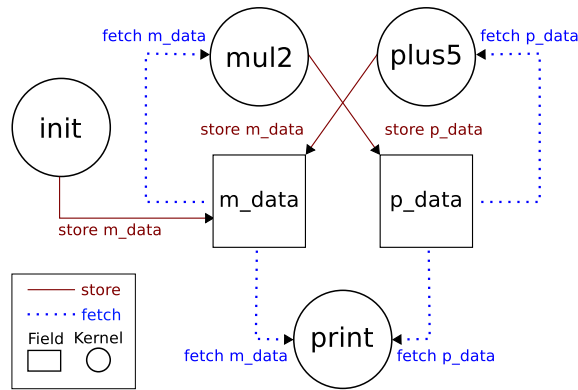 fetch m_data
mul2
plus5
fetch p_data
init
store m_data
store p_data
m_data
p_data
store m_data
print
fetch m_data
fetch p_data
store
fetch
Field
Kernel